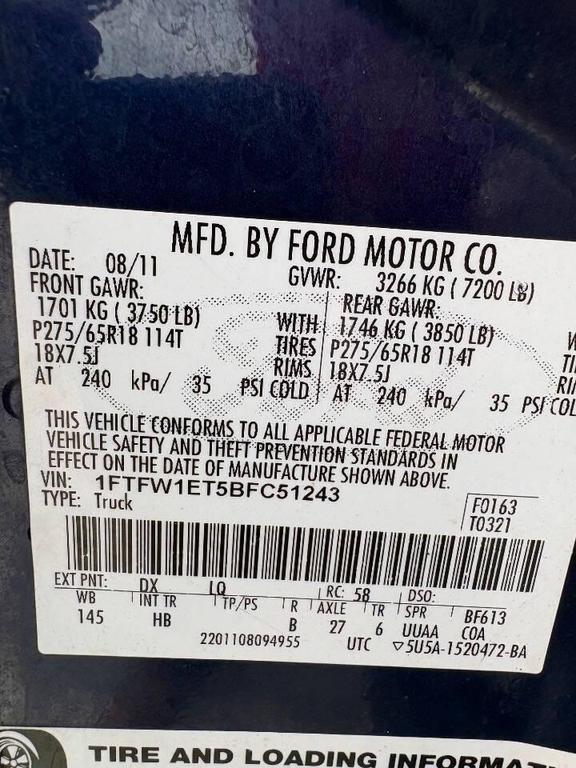 MFD. BY FORD MOTOR CO.
DATE: 08/11 GVWR: 3266 KG ( 7200 LB)
FRONT GAWR: REAR GAWR:
1701 KG ( 3750 LB) WITH 1746 KG ( 3850 LB)
P275/65R18 114T TIRES P275/65R18 114T
18X7.5J RIMS 18X7.5J
AT 240 kPa/ 35 PSI COLD AT 240 kPa/ 35 PSI COL
THIS VEHICLE CONFORMS TO ALL APPLICABLE FEDERAL MOTOR
VEHICLE SAFETY AND THEFT PREVENTION STANDARDS IN
EFFECT ON THE DATE OF MANUFACTURE SHOWN ABOVE.
VIN: 1FTFW1ET5BFC51243
TYPE: Truck
F0163
T0321
EXT PNT: DX LQ RC: 58 DSO:
WB INT TR TP/PS R AXLE TR SPR BF613
145 HB B 27 6 UUAA COA
2201108094955 UTC ▽5U5A-1520472-BA
TIRE AND LOADING INFORMAT